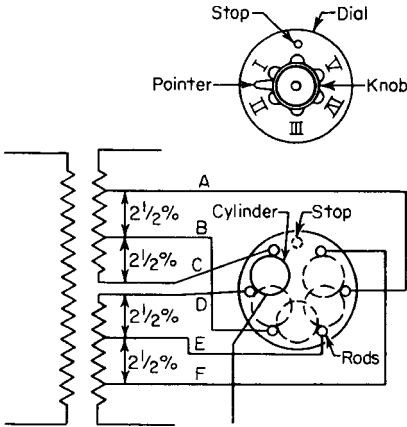 Stop
Dial
I
V
Pointer
Knob
II
IV
III
A
2½%
B
Cylinder
Stop
2½%
C
D
2½%
E
2½%
Rods
F